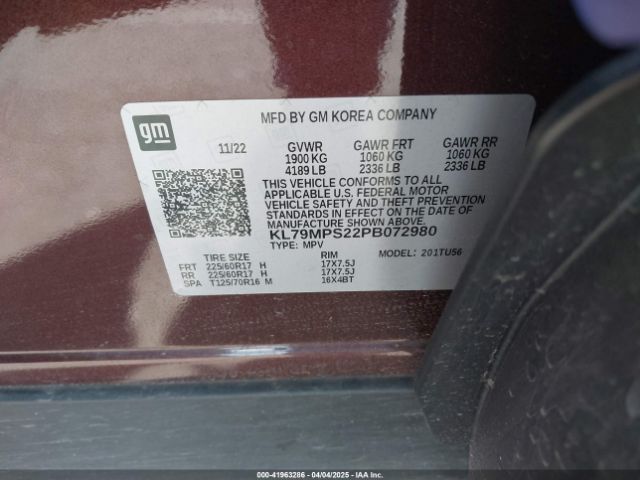 MFD BY GM KOREA COMPANY
gm
11/22 GVWR GAWR FRT GAWR RR
1900 KG 1060 KG 1060 KG
4189 LB 2336 LB 2336 LB
THIS VEHICLE CONFORMS TO ALL
APPLICABLE U.S. FEDERAL MOTOR
VEHICLE SAFETY AND THEFT PREVENTION
STANDARDS IN EFFECT ON THE DATE OF
MANUFACTURE SHOWN ABOVE.
KL79MPS22PB072980
TYPE: MPV MODEL: 201TU56
TIRE SIZE RIM
FRT 225/60R17 H 17X7.5J
RR 225/60R17 H 17X7.5J
SPA T125/70R16 M 16X4BT
00-41963286 - 04/04/2025 - IAA Inc.